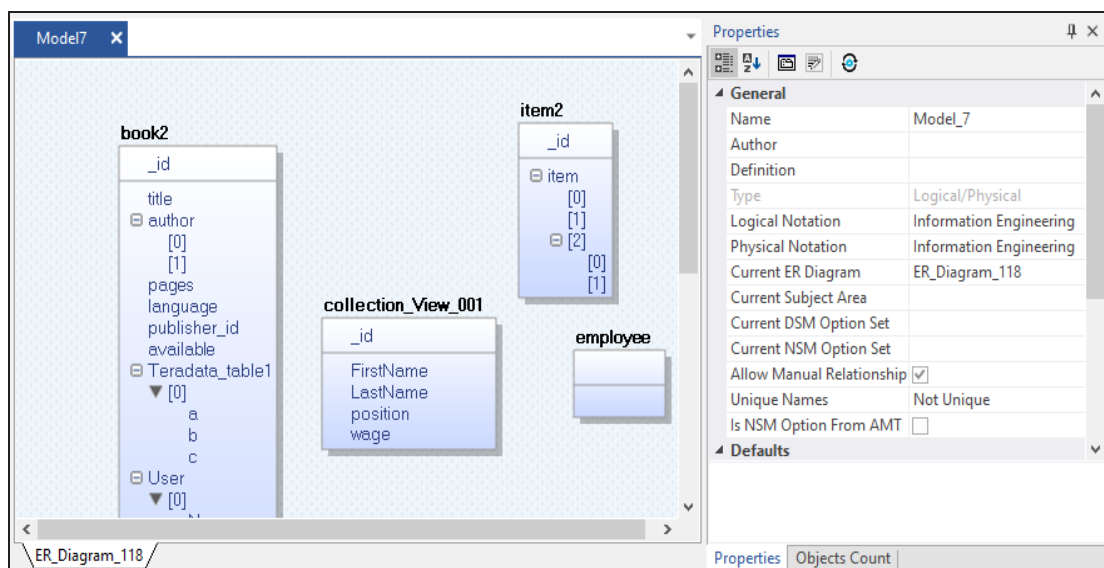 Model7
book2
_id
title
author
[0]
[1]
pages
language
publisher_id
available
Teradata_table1
[0]
a
b
c
User
[0]
collection_View_001
_id
FirstName
LastName
position
wage
item2
_id
item
[0]
[1]
[2]
[0]
[1]
employee
ER_Diagram_118
Properties
General
Name Model_7
Author
Definition
Type Logical/Physical
Logical Notation Information Engineering
Physical Notation Information Engineering
Current ER Diagram ER_Diagram_118
Current Subject Area
Current DSM Option Set
Current NSM Option Set
Allow Manual Relationship
Unique Names Not Unique
Is NSM Option From AMT
Defaults
Properties Objects Count